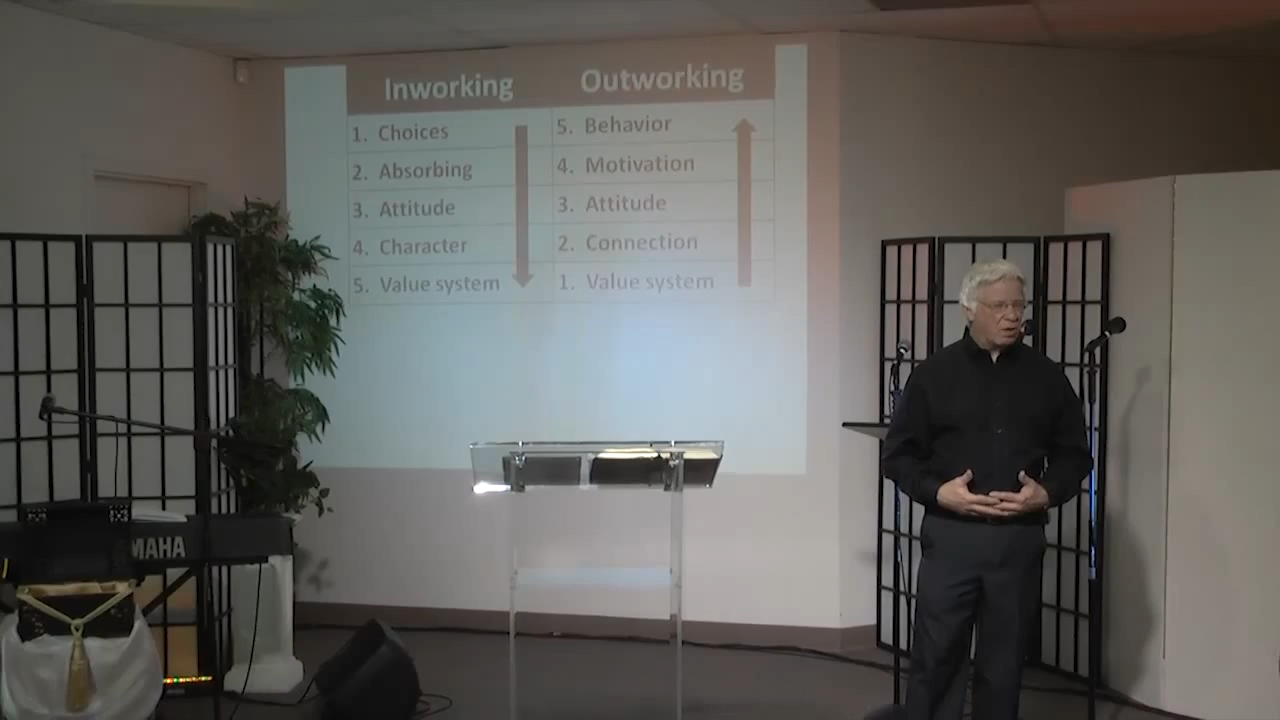 Inworking Outworking
1. Choices 5. Behavior
2. Absorbing 4. Motivation
3. Attitude 3. Attitude
4. Character 2. Connection
5. Value system 1. Value system
MAHA